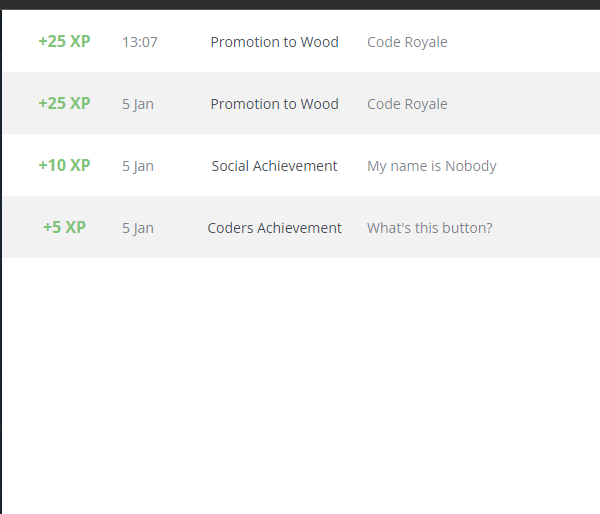 +25 XP 13:07 Promotion to Wood Code Royale
+25 XP 5 Jan Promotion to Wood Code Royale
+10 XP 5 Jan Social Achievement My name is Nobody
+5 XP 5 Jan Coders Achievement What's this button?